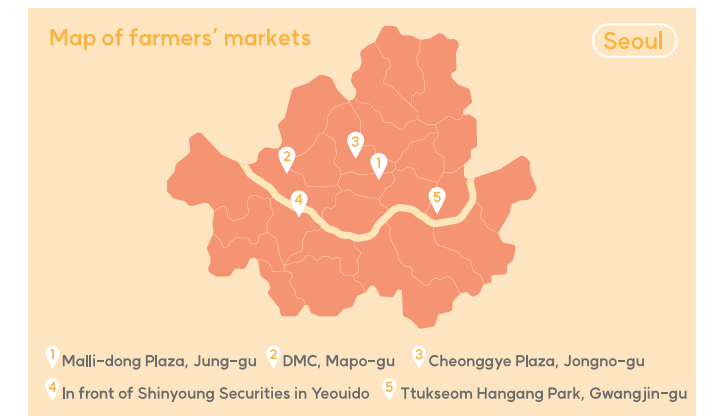 Map of farmers' markets
Seoul
3
1
2
4
5
1 Malli-dong Plaza, Jung-gu 2 DMC, Mapo-gu 3 Cheonggye Plaza, Jongno-gu
4 In front of Shinyoung Securities in Yeouido 5 Ttukseom Hangang Park, Gwangjin-gu